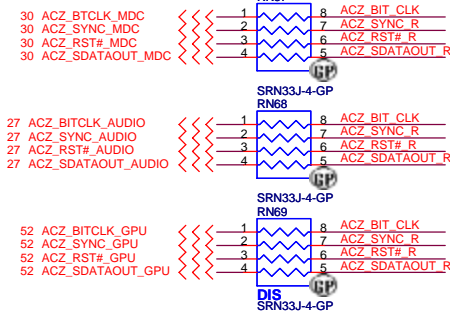 30 ACZ_BTCLK_MDC 1 8 ACZ_BIT_CLK
30 ACZ_SYNC_MDC 2 7 ACZ_SYNC_R
30 ACZ_RST#_MDC 3 6 ACZ_RST#_R
30 ACZ_SDATAOUT_MDC 4 5 ACZ_SDATAOUT_R
GP
SRN33J-4-GP
RN68
27 ACZ_BITCLK_AUDIO 1 8 ACZ_BIT_CLK
27 ACZ_SYNC_AUDIO 2 7 ACZ_SYNC_R
27 ACZ_RST#_AUDIO 3 6 ACZ_RST#_R
27 ACZ_SDATAOUT_AUDIO 4 5 ACZ_SDATAOUT_R
GP
SRN33J-4-GP
RN69
52 ACZ_BITCLK_GPU 1 8 ACZ_BIT_CLK
52 ACZ_SYNC_GPU 2 7 ACZ_SYNC_R
52 ACZ_RST#_GPU 3 6 ACZ_RST#_R
52 ACZ_SDATAOUT_GPU 4 5 ACZ_SDATAOUT_R
GP
DIS
SRN33J-4-GP